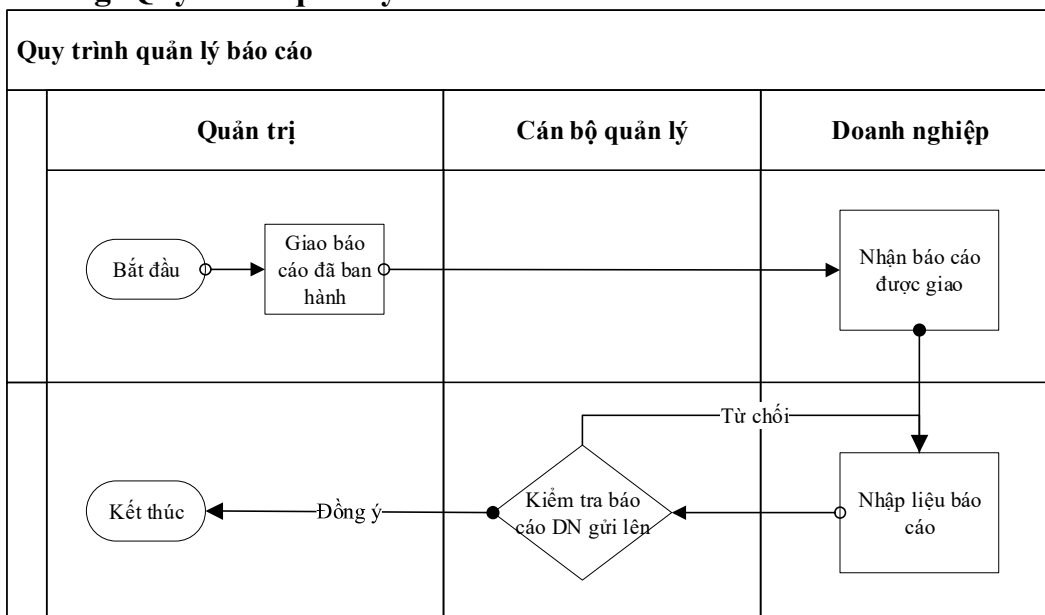 Quy trình quản lý báo cáo
Quản trị
Cán bộ quản lý
Doanh nghiệp
Bắt đầu
Giao báo
cáo đã ban
hành
Nhận báo cáo
được giao
Từ chối
Kết thúc
Đồng ý
Kiểm tra báo
cáo DN gửi lên
Nhập liệu báo
cáo